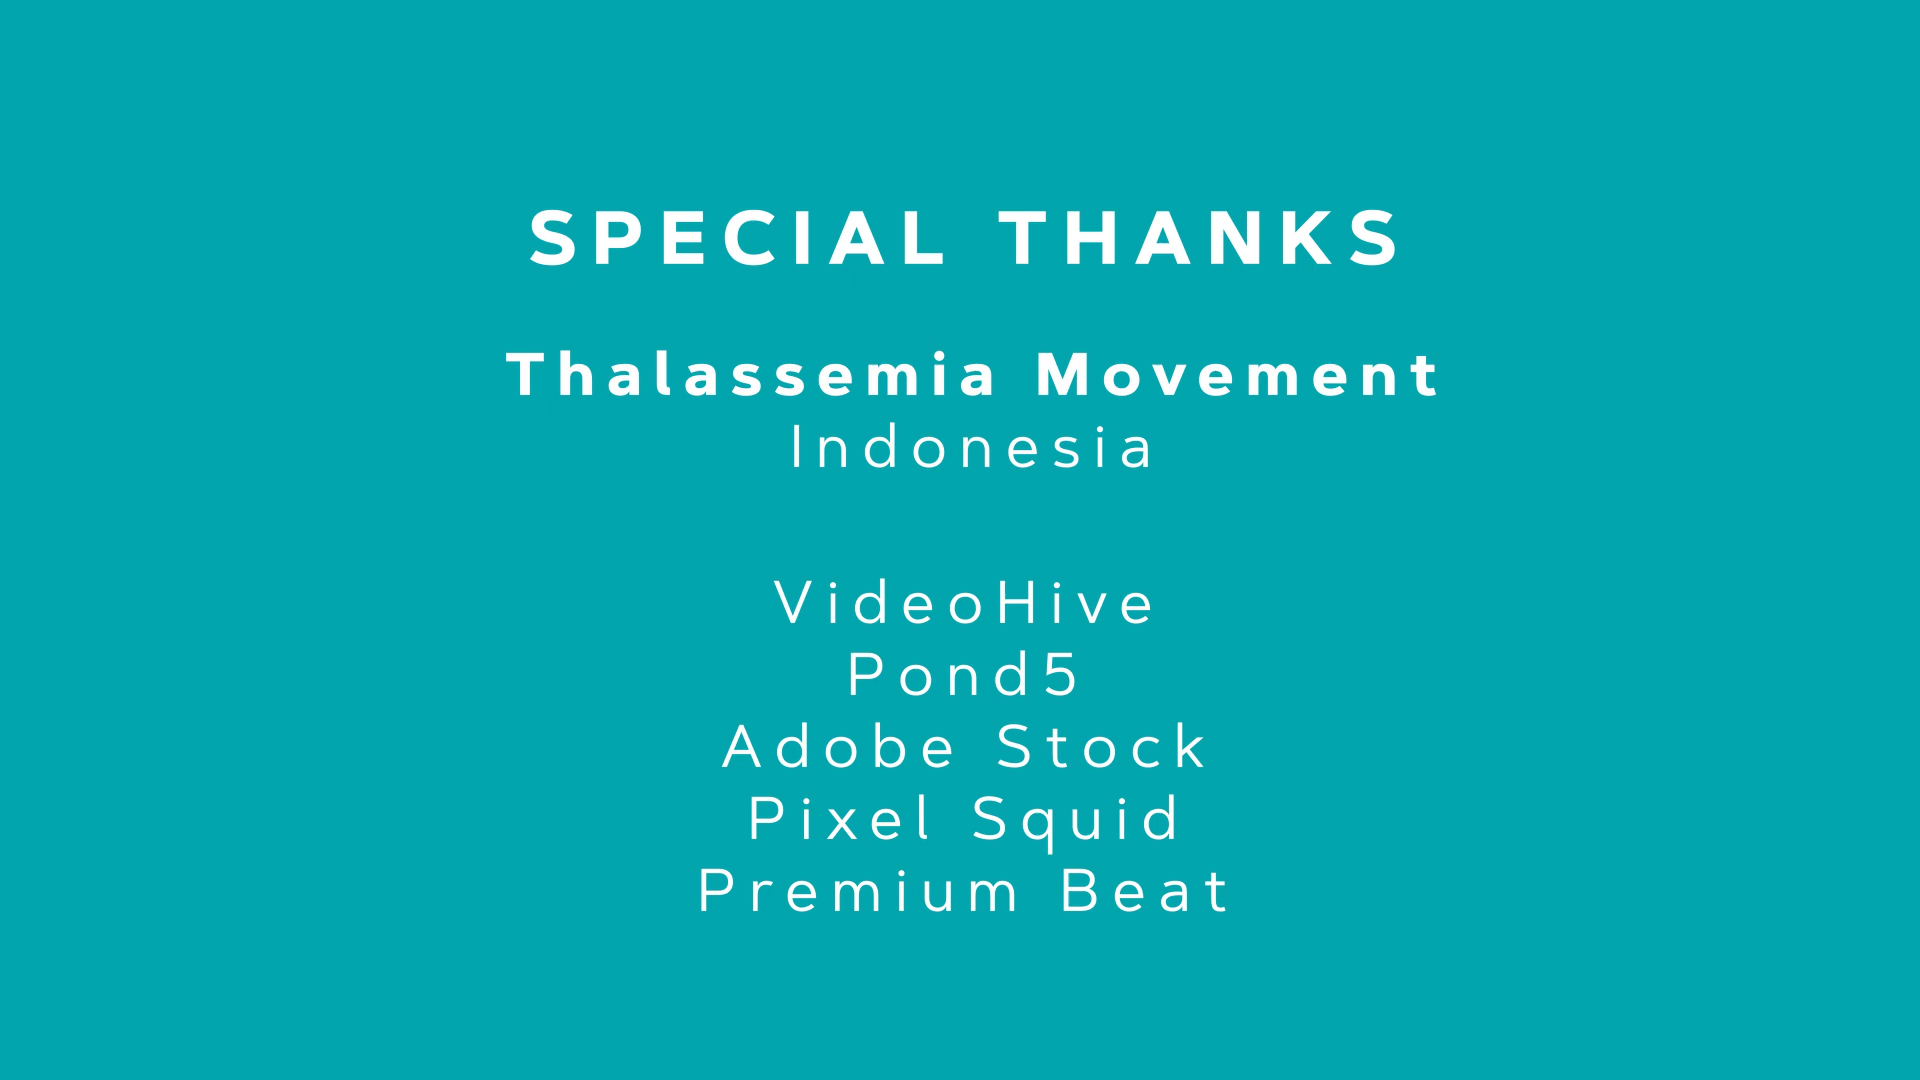 SPECIAL THANKS
Thalassemia Movement
Indonesia
VideoHive
Pond5
Adobe Stock
Pixel Squid
Premium Beat